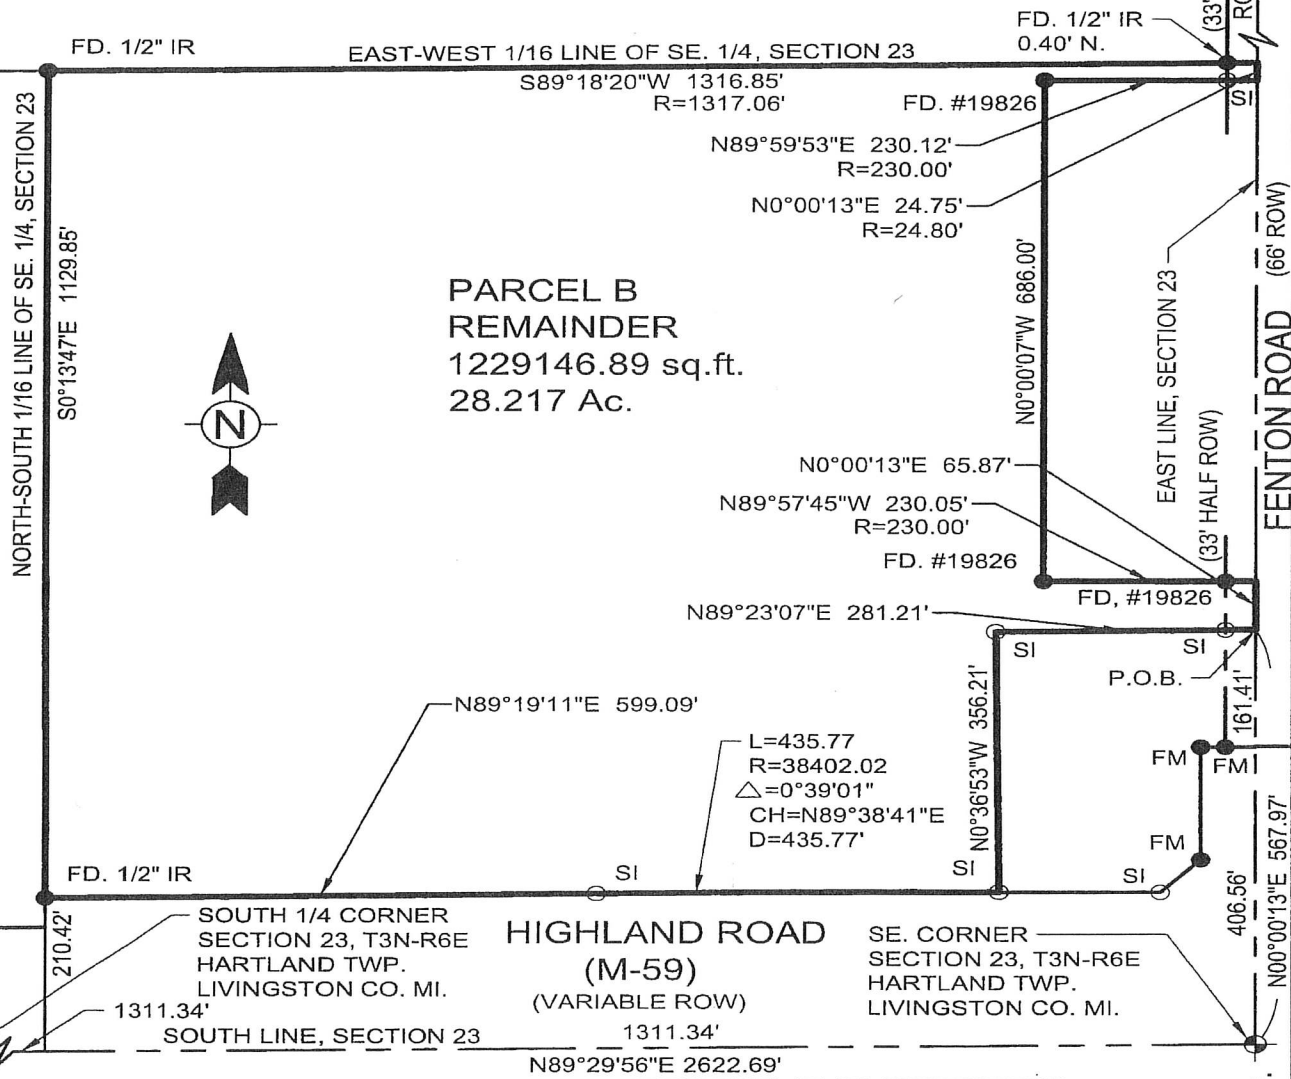 FD. 1/2" IR
EAST-WEST 1/16 LINE OF SE. 1/4, SECTION 23
S89°18'20"W 1316.85'
R=1317.06'
FD. 1/2" IR
0.40' N.
(33'
FD. #19826
SI
N89°59'53"E 230.12'
R=230.00'
N0°00'13"E 24.75'
R=24.80'
NORTH-SOUTH 1/16 LINE OF SE. 1/4, SECTION 23
S0°13'47"E 1129.85'
PARCEL B
REMAINDER
1229146.89 sq.ft.
28.217 Ac.
N
N0°00'07"W 686.00'
EAST LINE, SECTION 23
(66' ROW)
FENTON ROAD
(33' HALF ROW)
N0°00'13"E 65.87'
N89°57'45"W 230.05'
R=230.00'
FD. #19826
FD, #19826
N89°23'07"E 281.21'
SI
SI
P.O.B.
161.41'
N0°36'53"W 356.21'
FM
FM
FM
N89°19'11"E 599.09'
L=435.77
R=38402.02
△=0°39'01"
CH=N89°38'41"E
D=435.77'
FD. 1/2" IR
SI
SI
SI
406.56'
N00°00'13"E 567.97'
210.42'
SOUTH 1/4 CORNER
SECTION 23, T3N-R6E
HARTLAND TWP.
LIVINGSTON CO. MI.
HIGHLAND ROAD
(M-59)
(VARIABLE ROW)
SE. CORNER
SECTION 23, T3N-R6E
HARTLAND TWP.
LIVINGSTON CO. MI.
1311.34'
SOUTH LINE, SECTION 23
1311.34'
N89°29'56"E 2622.69'